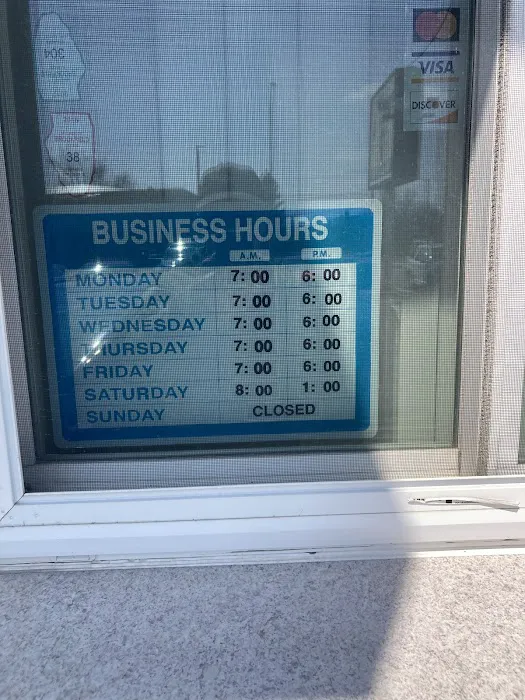 304
VISA
DISCOVER
38
BUSINESS HOURS
A.M. P.M.
MONDAY 7:00 6:00
TUESDAY 7:00 6:00
WEDNESDAY 7:00 6:00
THURSDAY 7:00 6:00
FRIDAY 7:00 6:00
SATURDAY 8:00 1:00
SUNDAY CLOSED